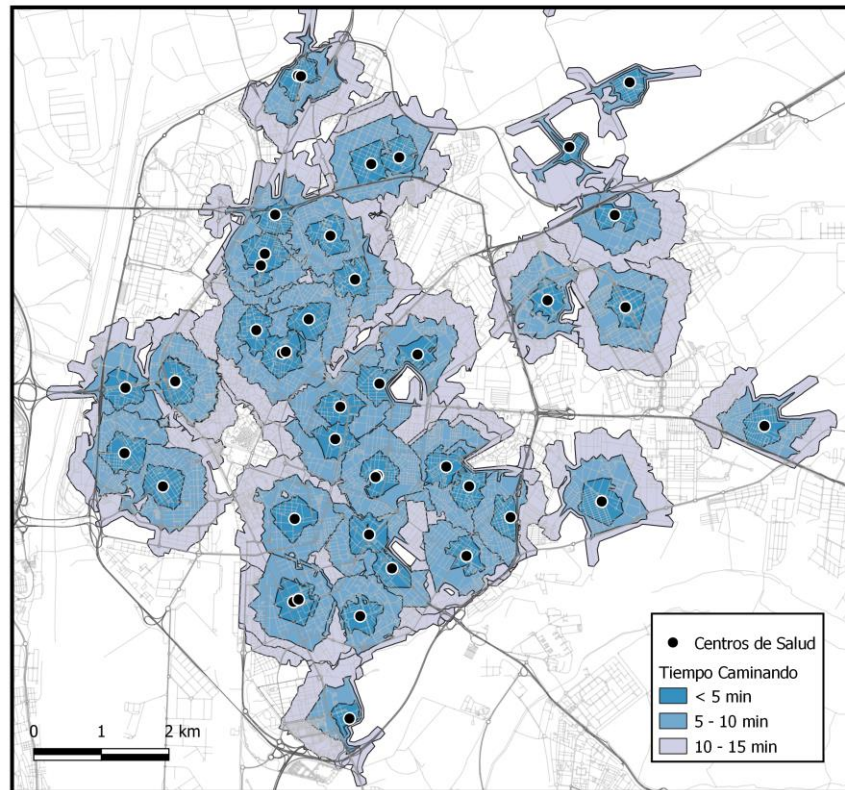 Centros de Salud
Tiempo Caminando
< 5 min
5 - 10 min
10 - 15 min
0 1 2 km